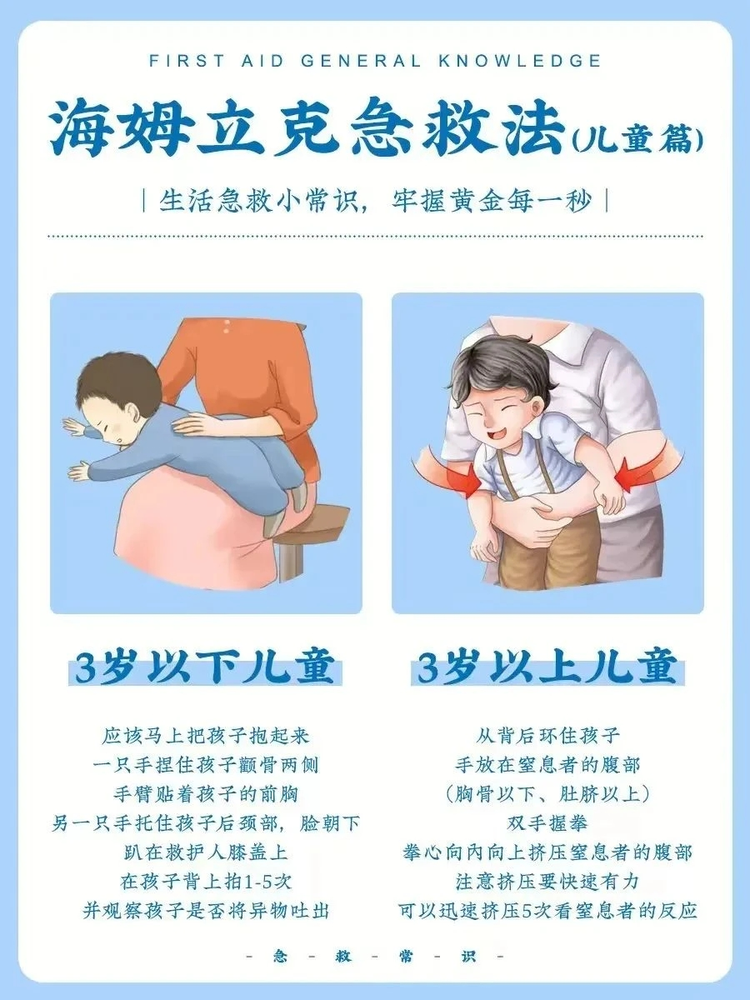 FIRST AID GENERAL KNOWLEDGE
海姆立克急救法(儿童篇)
|生活急救小常识，牢握黄金每一秒|
3岁以下儿童
应该马上把孩子抱起来
一只手捏住孩子颧骨两侧
手臂贴着孩子的前胸
另一只手托住孩子后颈部，脸朝下
趴在救护人膝盖上
在孩子背上拍1-5次
并观察孩子是否将异物吐出
3岁以上儿童
从背后环住孩子
手放在窒息者的腹部
（胸骨以下、肚脐以上）
双手握拳
拳心向内向上挤压窒息者的腹部
注意挤压要快速有力
可以迅速挤压5次看窒息者的反应
- 急 - 救 - 常 - 识 -